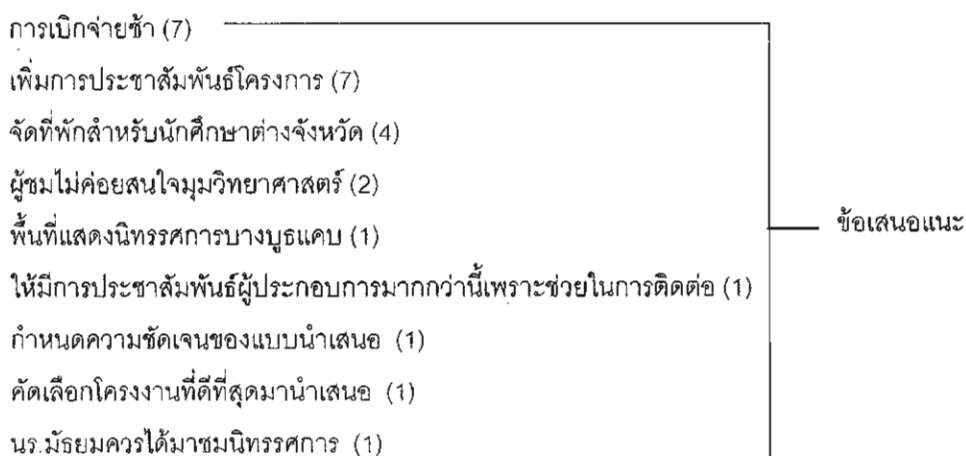 การเบิกจ่ายช้า (7)
เพิ่มการประชาสัมพันธ์โครงการ (7)
จัดที่พักสำหรับนักศึกษาต่างจังหวัด (4)
ผู้ชมไม่ค่อยสนใจมุมวิทยาศาสตร์ (2)
พื้นที่แสดงนิทรรศการบางบูธแคบ (1)
ข้อเสนอแนะ
ให้มีการประชาสัมพันธ์ผู้ประกอบการมากกว่านี้เพราะช่วยในการติดต่อ (1)
กำหนดความชัดเจนของแบบนำเสนอ (1)
คัดเลือกโครงงานที่ดีที่สุดมานำเสนอ (1)
นร.มัธยมควรได้มาชมนิทรรศการ (1)